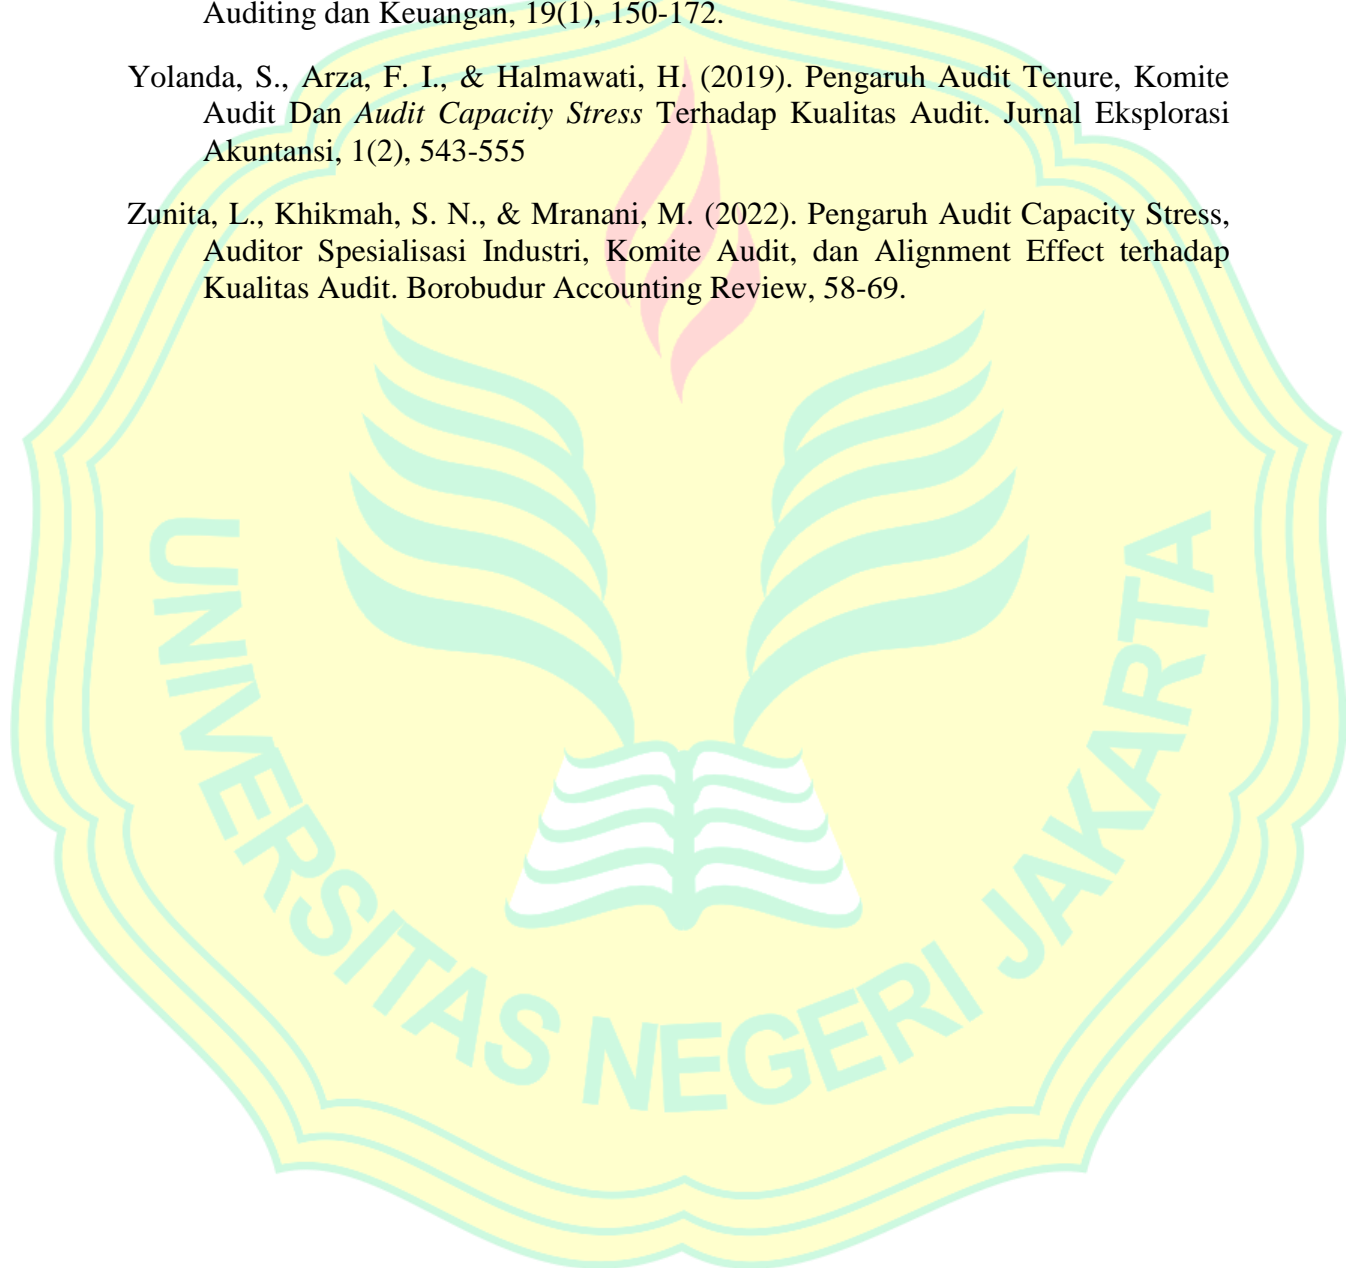 Auditing dan Keuangan, 19(1), 150-172.
Yolanda, S., Arza, F. I., & Halmawati, H. (2019). Pengaruh Audit Tenure, Komite
Audit Dan Audit Capacity Stress Terhadap Kualitas Audit. Jurnal Eksplorasi
Akuntansi, 1(2), 543-555
Zunita, L., Khikmah, S. N., & Mranani, M. (2022). Pengaruh Audit Capacity Stress,
Auditor Spesialisasi Industri, Komite Audit, dan Alignment Effect terhadap
Kualitas Audit. Borobudur Accounting Review, 58-69.
UNIVERSITAS NEGERI JAKARTA